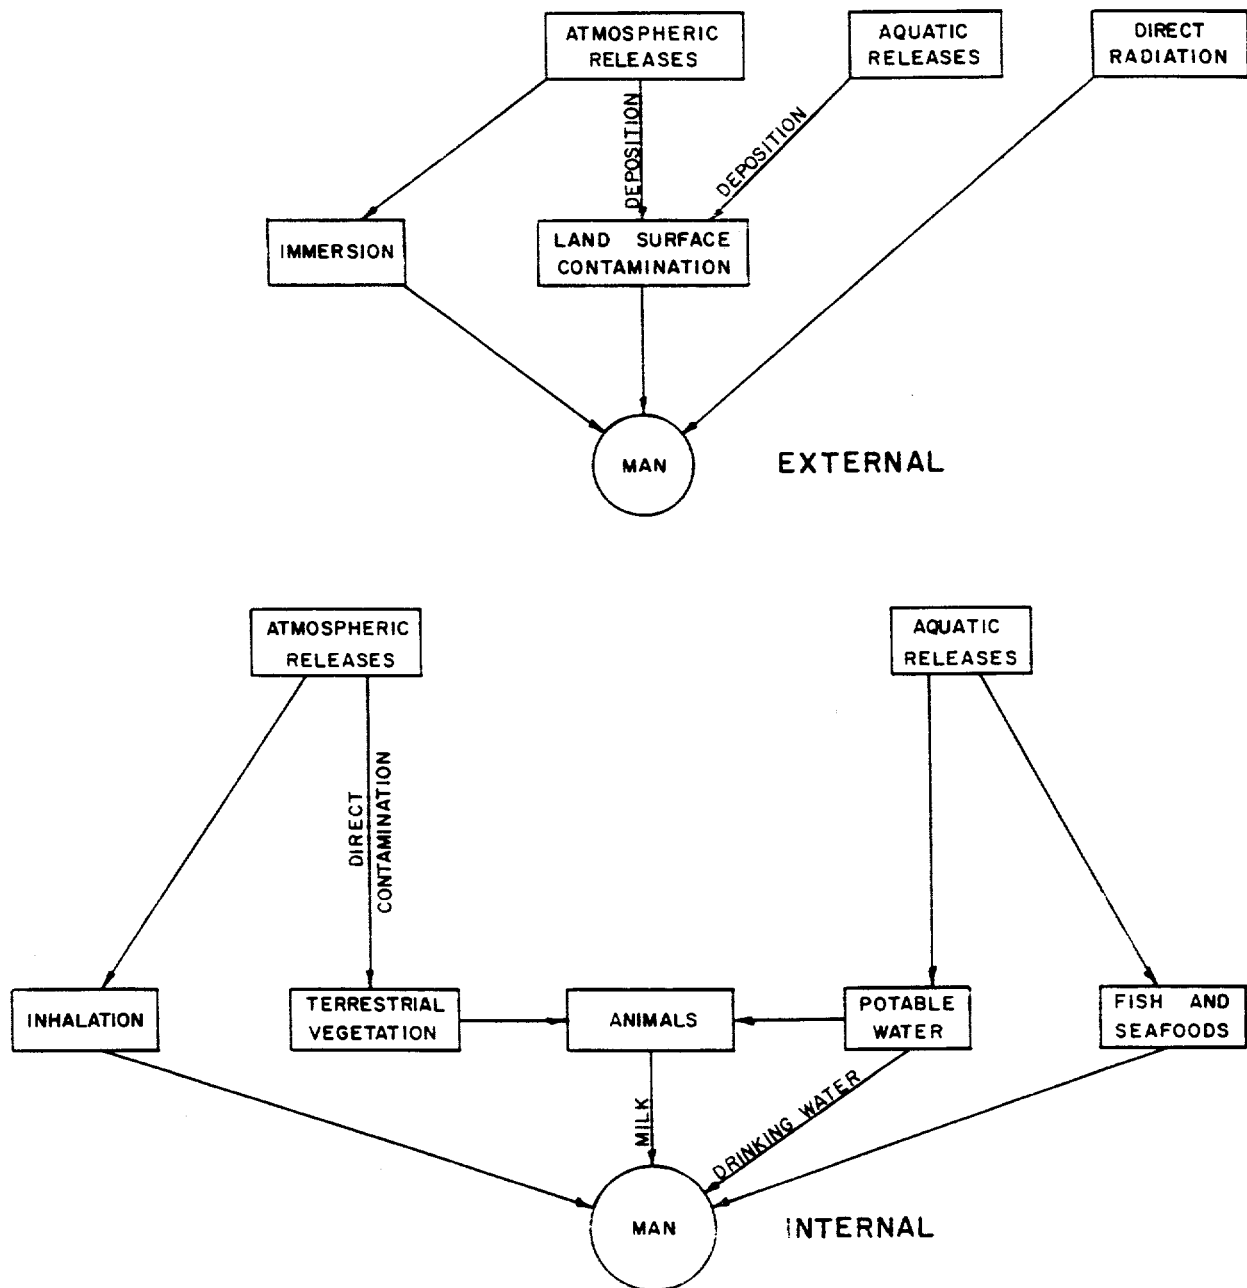 ATMOSPHERIC
RELEASES
AQUATIC
RELEASES
DIRECT
RADIATION
DEPOSITION
DEPOSITION
IMMERSION
LAND SURFACE
CONTAMINATION
MAN
EXTERNAL
ATMOSPHERIC
RELEASES
AQUATIC
RELEASES
DIRECT
CONTAMINATION
INHALATION
TERRESTRIAL
VEGETATION
ANIMALS
POTABLE
WATER
FISH AND
SEAFOODS
MILK
DRINKING WATER
MAN
INTERNAL